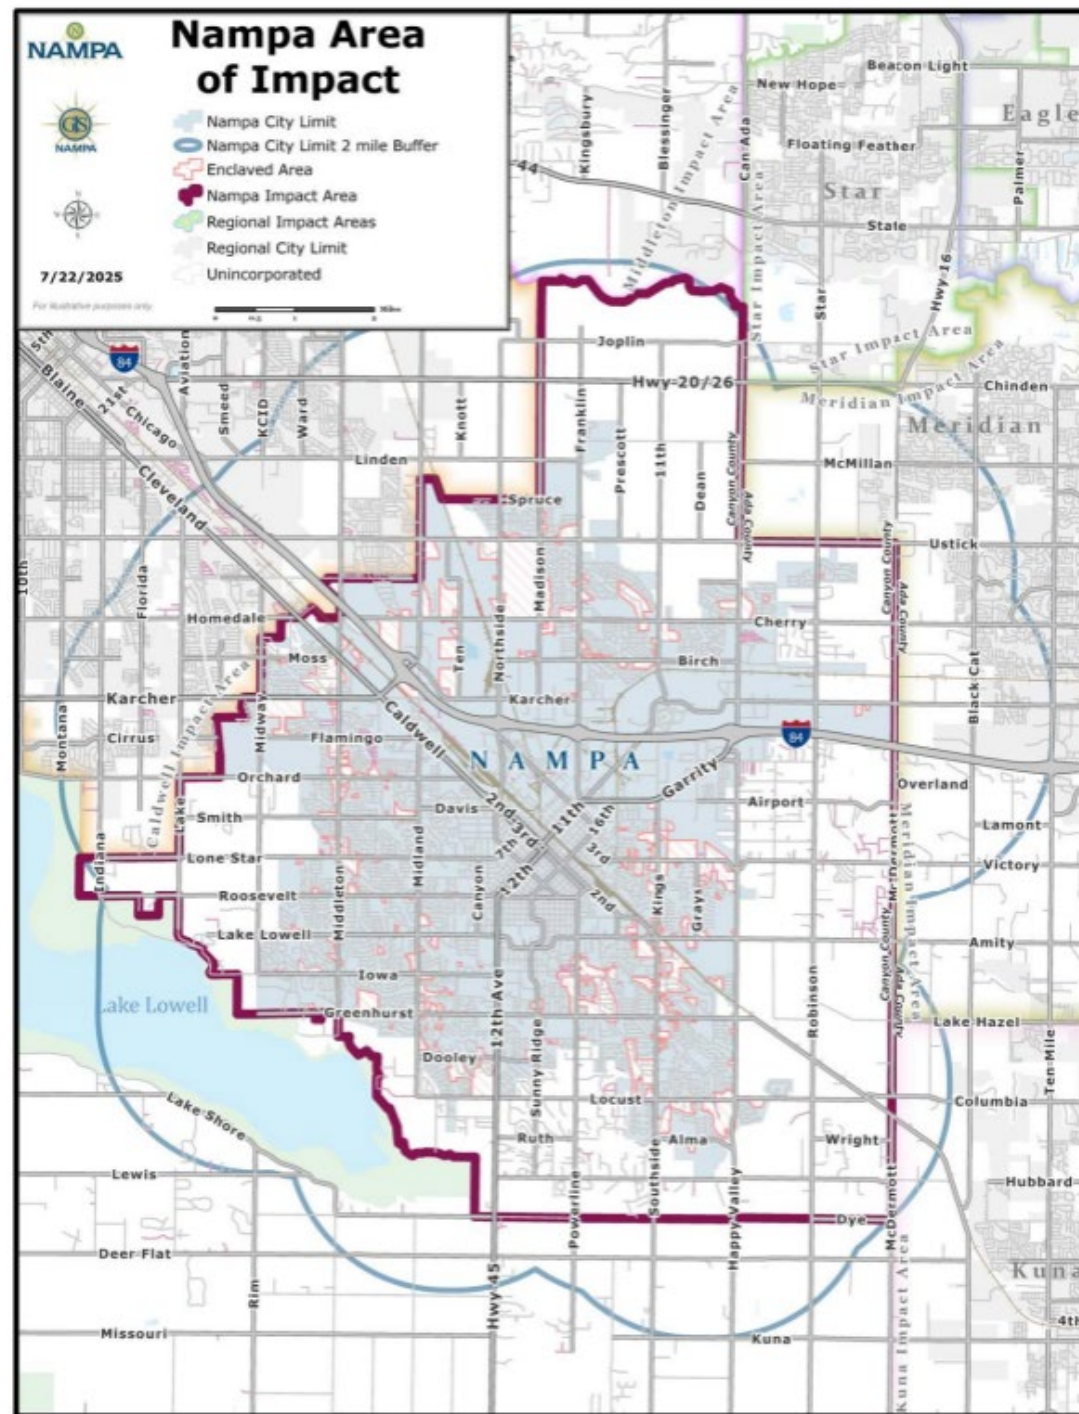 NAMPA
Nampa Area
of Impact
GIS
NAMPA
Nampa City Limit
Nampa City Limit 2 mile Buffer
Enclaved Area
Nampa Impact Area
Regional Impact Areas
Regional City Limit
Unincorporated
7/22/2025
For illustrative purposes only.
Miles
Beacon Light
New Hope
Eagle
Kingsbury
Blessinger
Can Ada
Floating Feather
Palmer
44
Middleton Impact Area
Star
State
Star Impact Area
Hwy 16
Star
5th
84
Aviation
Joplin
Star Impact Area
Blaine
21st
Chicago
Smeed
KCID
Ward
Knott
Hwy 20/26
Franklin
Meridian Impact Area
Chinden
Meridian
Linden
Prescott
11th
Dean
Canyon County
Ada County
McMillan
Cleveland
Spruce
Ustick
10th
Florida
Madison
Canyon County
Ada County
Homedale
Cherry
Moss
Ten
Northside
Birch
Black Cat
Caldwell Impact Area
Karcher
Karcher
Montana
Cirrus
Midway
Flamingo
Caldwell
84
NAMPA
Orchard
Garrity
Overland
Lake
Smith
Davis
2nd
3rd
11th
16th
Airport
Lamont
Midland
7th
3rd
McDermott
Meridian Impact Area
Indiana
Lone Star
12th
Victory
Roosevelt
Middleton
Canyon
2nd
Kings
Grays
Lake Lowell
Canyon County
Ada County
Amity
Iowa
Lake Lowell
Greenhurst
12th Ave
Robinson
Lake Hazel
Dooley
Sunny Ridge
Ten Mile
Lake Shore
Locust
Columbia
Ruth
Alma
Wright
Lewis
Powerline
Southside
Happy Valley
McDermott
Hubbard
Dye
Deer Flat
Kuna
Rim
Hwy 45
Kuna Impact Area
4th
Missouri
Kuna